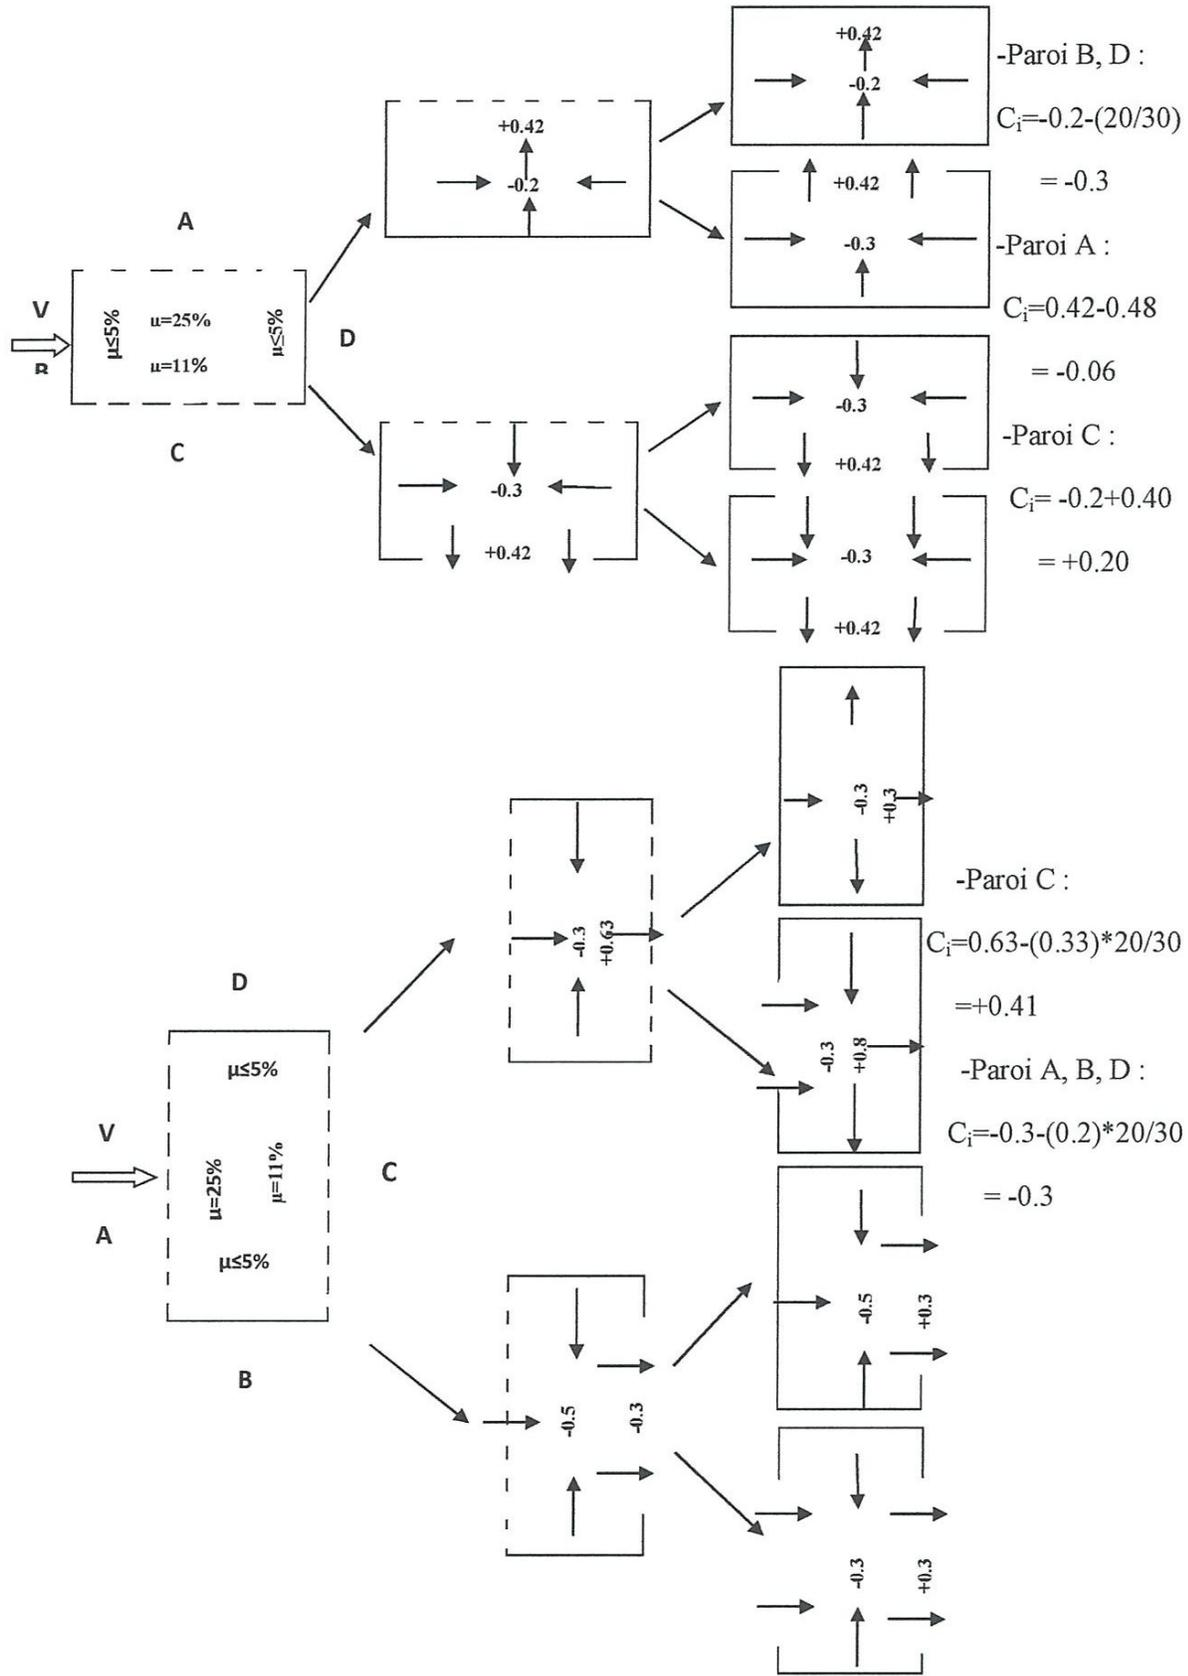 +0.42
-0.2
-Paroi B, D :
Ci=-0.2-(20/30)
= -0.3
+0.42
-0.2
+0.42
-0.3
-Paroi A :
Ci=0.42-0.48
= -0.06
A
V
B
μ≤5%
μ=25%
μ=11%
μ≤5%
D
C
-0.3
+0.42
-0.3
+0.42
-Paroi C :
Ci= -0.2+0.40
= +0.20
-0.3
+0.42
-0.3
+0.3
-0.3
+0.63
-Paroi C :
Ci=0.63-(0.33)*20/30
=+0.41
-0.3
+0.8
-Paroi A, B, D :
Ci=-0.3-(0.2)*20/30
= -0.3
D
μ≤5%
V
A
μ=25%
μ=11%
μ≤5%
C
B
-0.5
-0.3
-0.5
+0.3
-0.3
+0.3